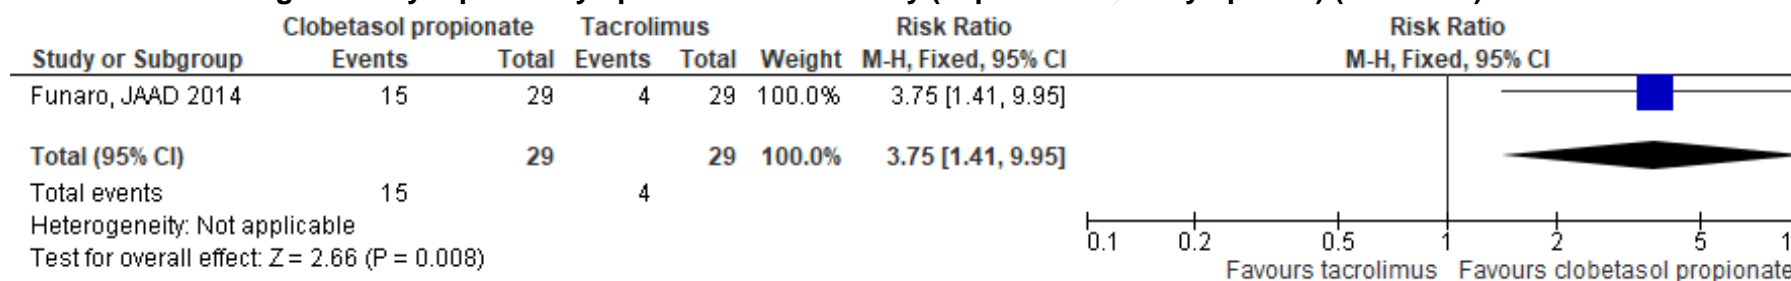 Clobetasol propionate Tacrolimus Risk Ratio Risk Ratio
Study or Subgroup Events Total Events Total Weight M-H, Fixed, 95% CI M-H, Fixed, 95% CI
Funaro, JAAD 2014 15 29 4 29 100.0% 3.75 [1.41, 9.95]
Total (95% CI) 29 29 100.0% 3.75 [1.41, 9.95]
Total events 15 4
Heterogeneity: Not applicable
Test for overall effect: Z = 2.66 (P = 0.008)
0.1 0.2 0.5 1 2 5
Favours tacrolimus Favours clobetasol propionate